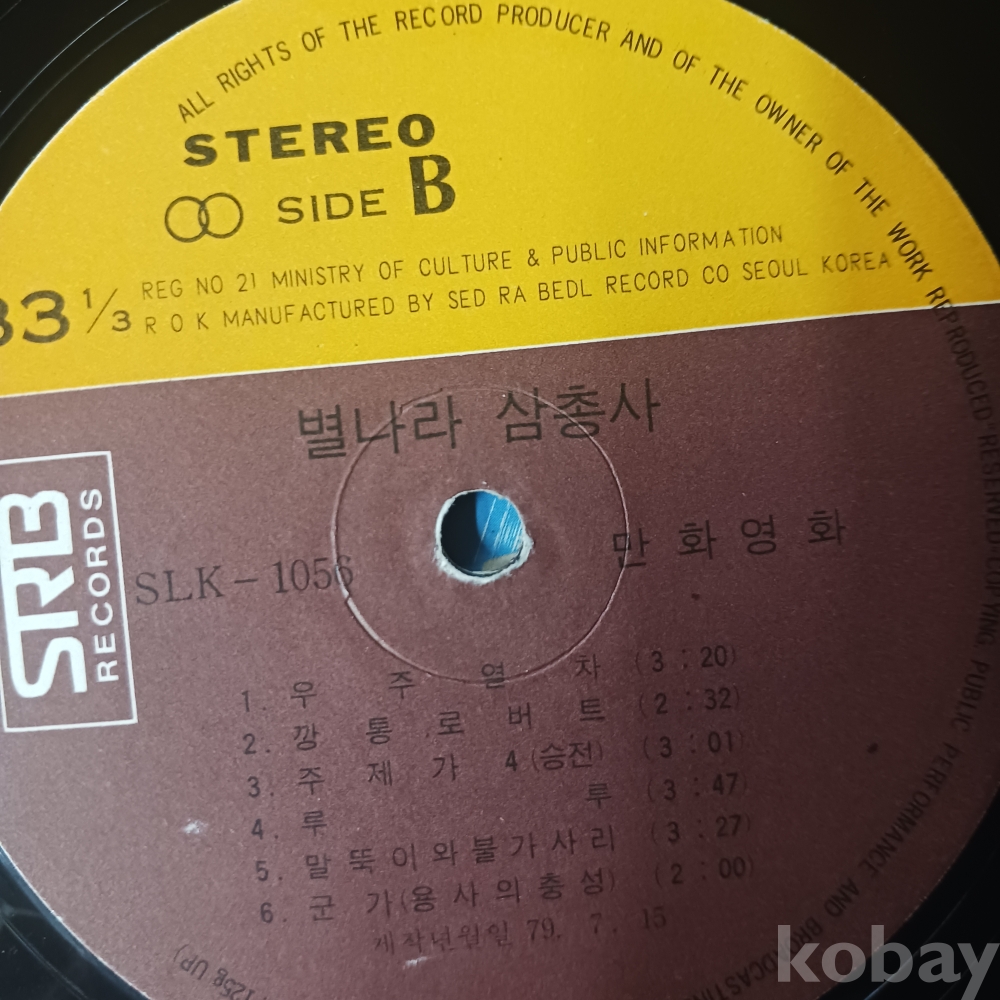 ALL RIGHTS OF THE RECORD PRODUCER AND OF THE OWNER OF THE WORK REPRODUCED RESERVED COPYING PUBLIC PERFORMANCE AND BROADCASTING
STEREO
SIDE B
33 1/3
REG NO 21 MINISTRY OF CULTURE & PUBLIC INFORMATION
R O K MANUFACTURED BY SED RA BEDL RECORD CO SEOUL KOREA
별나라 삼총사
SRB RECORDS
SLK-1056
만화영화
1. 우주열차 (3:20)
2. 깡통로버트 (2:32)
3. 주제가 4(승전) (3:01)
4. 루루 (3:47)
5. 말뚝이와불가사리 (3:27)
6. 군가(용사의충성) (2:00)
제작년월일 79. 7. 15
125g UP)
kobay